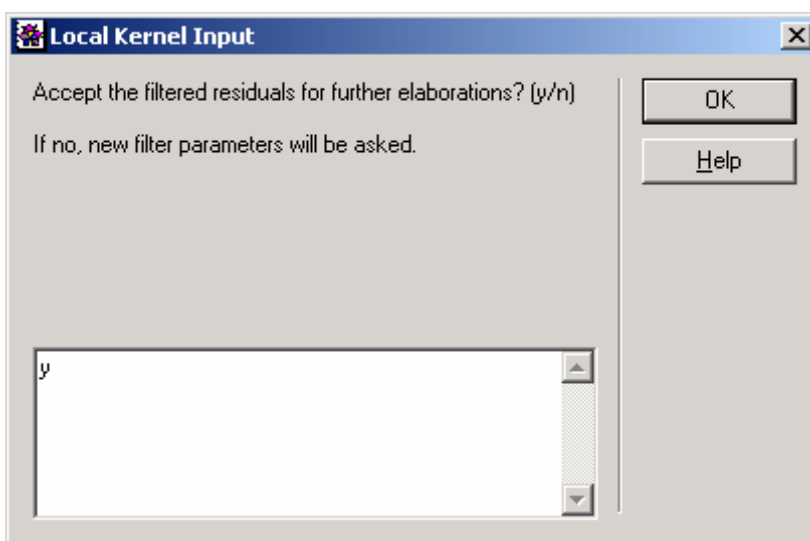 Local Kernel Input
Accept the filtered residuals for further elaborations? (y/n)
If no, new filter parameters will be asked.
OK
Help
y